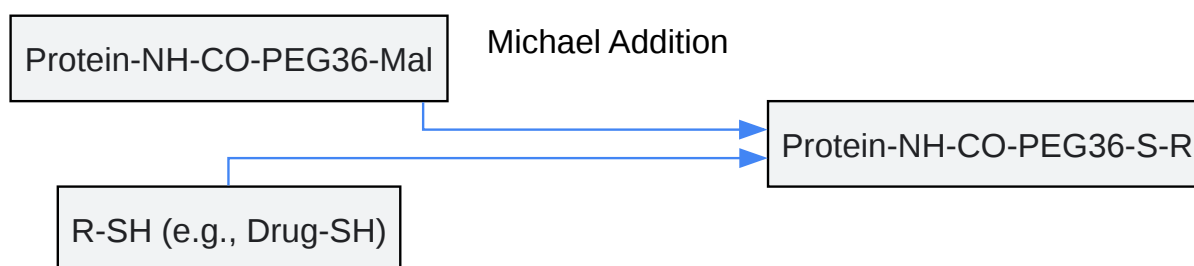 Protein-NH-CO-PEG36-Mal
Michael Addition
Protein-NH-CO-PEG36-S-R
R-SH (e.g., Drug-SH)